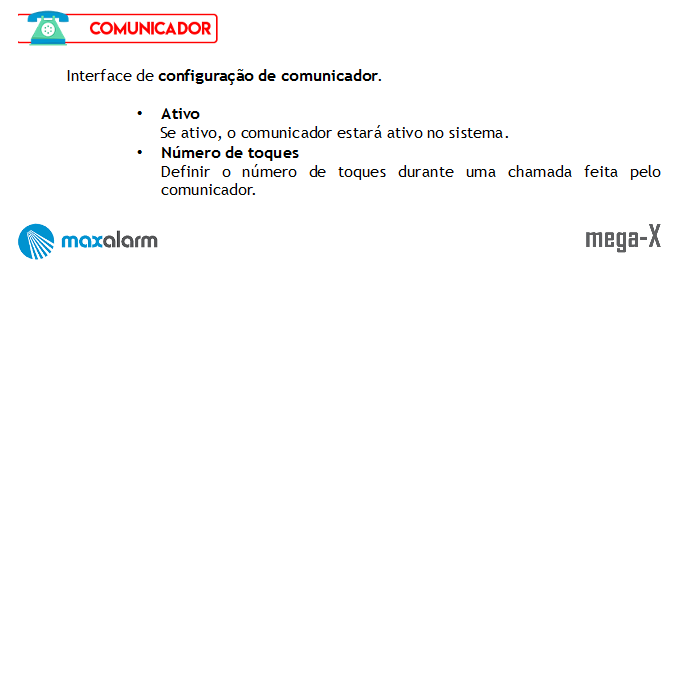 COMUNICADOR
Interface de configuração de comunicador.
• Ativo
Se ativo, o comunicador estará ativo no sistema.
• Número de toques
Definir o número de toques durante uma chamada feita pelo
comunicador.
maxalarm
mega-X